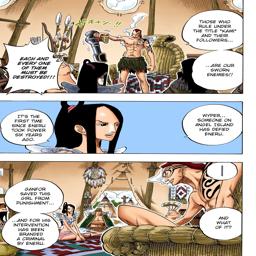 THOSE WHO
RULE UNDER
THE TITLE "KAMI"
AND THEIR
FOLLOWERS...
...ARE OUR
SWORN
ENEMIES!!
EACH AND
EVERY ONE
OF THEM
MUST BE
DESTROYED!!!
WYPER...
SOMEONE ON
ANGEL ISLAND
HAS DEFIED
ENERU.
IT'S THE
FIRST TIME
SINCE ENERU
TOOK POWER
SIX YEARS
AGO.
GANFOR
SAVED THIS
GIRL FROM
PUNISHMENT...
...AND FOR HIS
INTERVENTION
HAS BEEN
BRANDED
A CRIMINAL
BY ENERU.
AND
WHAT
OF IT?